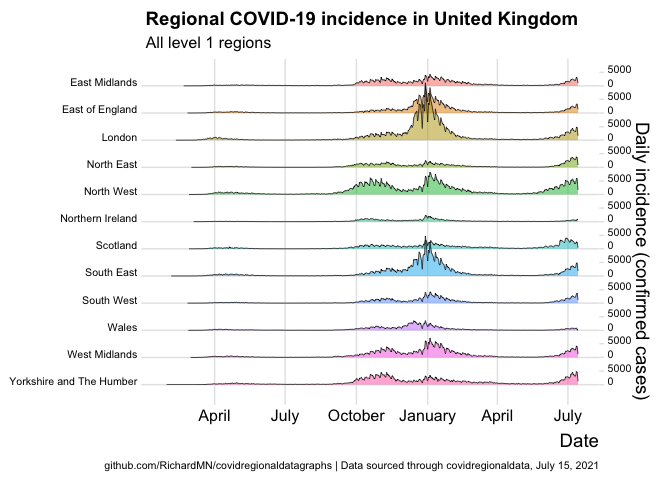 Regional COVID-19 incidence in United Kingdom
All level 1 regions
East Midlands 5000
0
East of England 5000
0
London 5000
0
North East 5000
0
North West 5000
0
Northern Ireland 5000
0
Scotland 5000
0
South East 5000
0
South West 5000
0
Wales 5000
0
West Midlands 5000
0
Yorkshire and The Humber 5000
0
Daily incidence (confirmed cases)
April July October January April July
Date
github.com/RichardMN/covidregionaldatagraphs | Data sourced through covidregionaldata, July 15, 2021